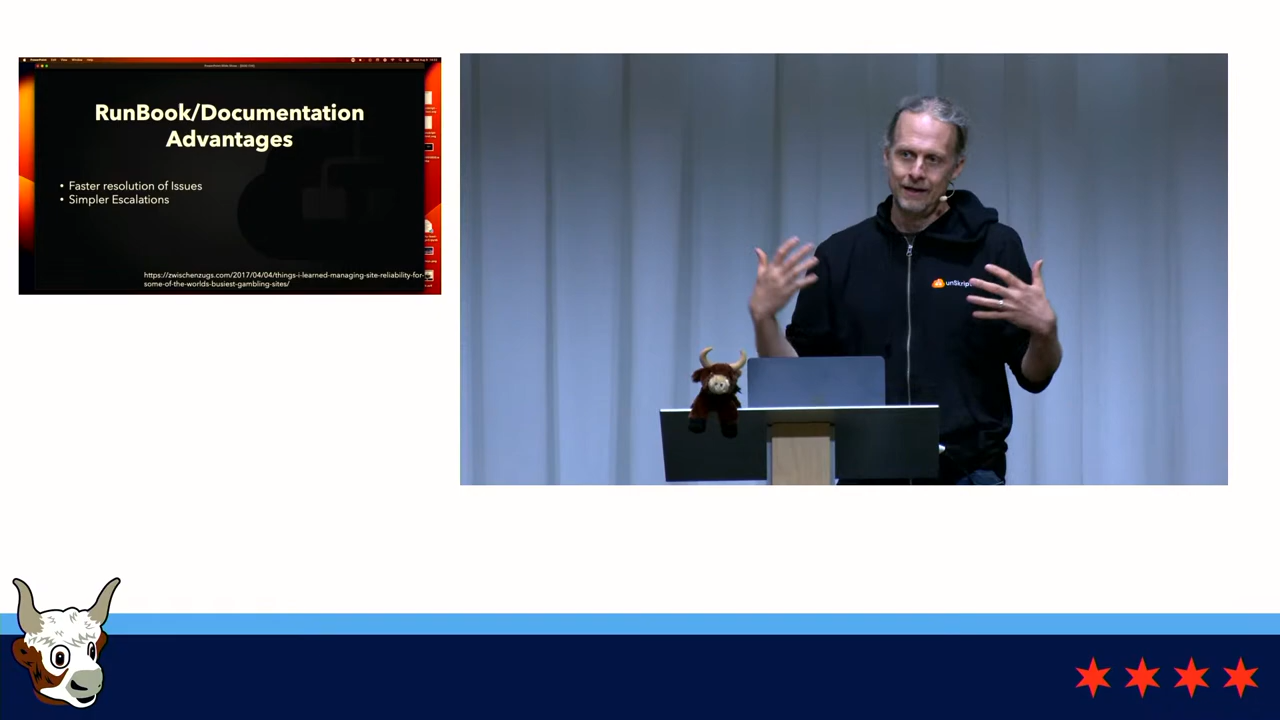 RunBook/Documentation
Advantages
• Faster resolution of Issues
• Simpler Escalations
https://zwischenzugs.com/2017/04/04/things-i-learned-managing-site-reliability-for-
some-of-the-worlds-busiest-gambling-sites/